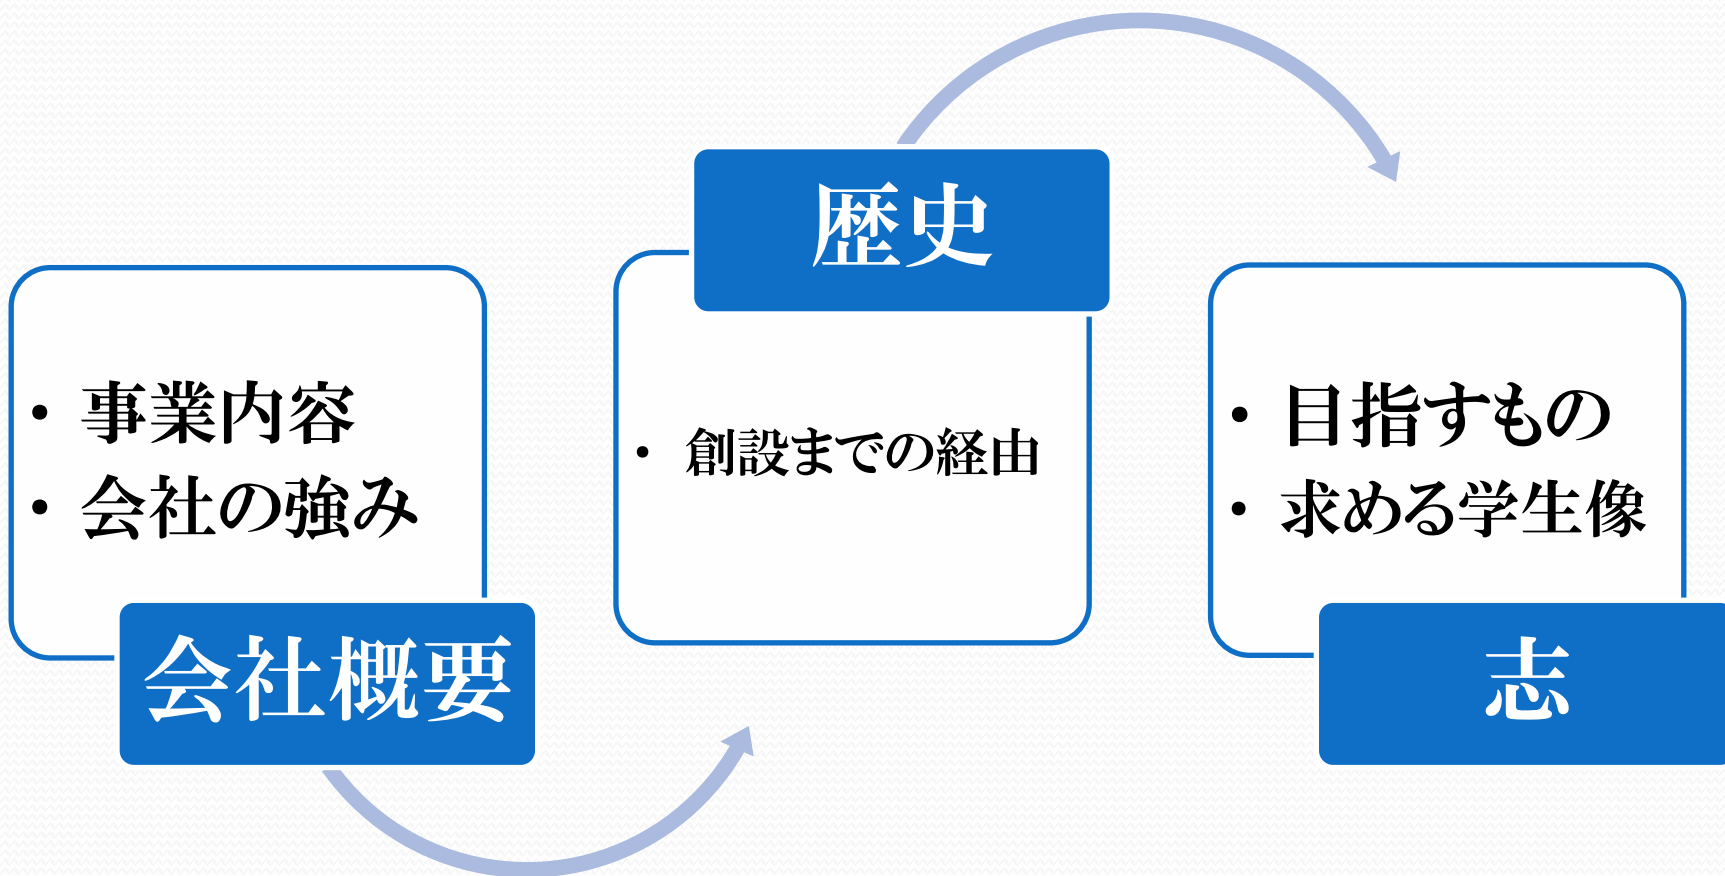 ・ 事業内容
・ 会社の強み
会社概要
歴史
・ 創設までの経由
・ 目指すもの
・ 求める学生像
志